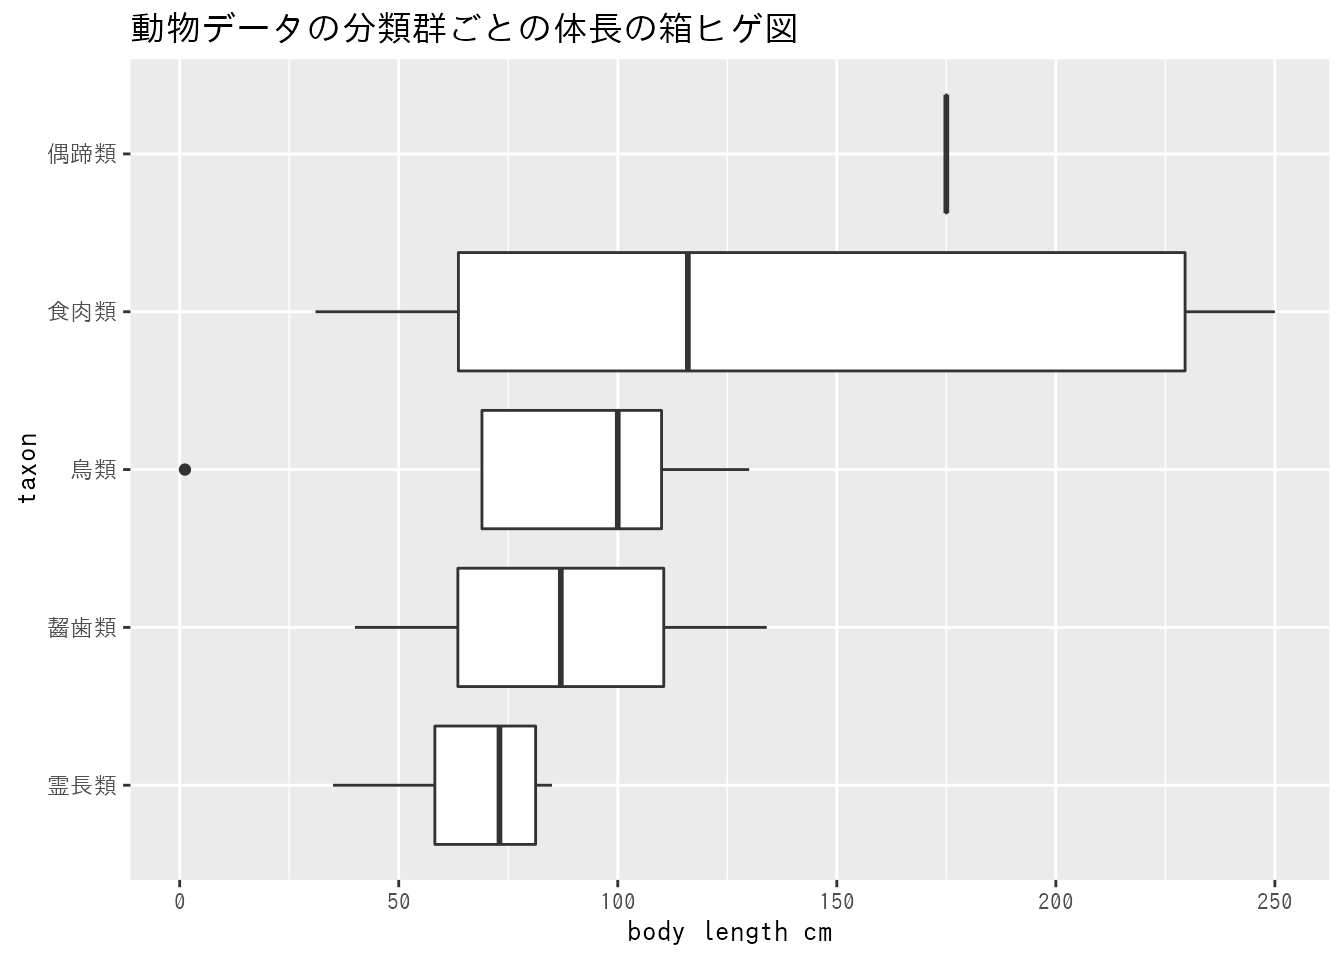 動物データの分類群ごとの体長の箱ヒゲ図
偶蹄類
食肉類
鳥類
齧歯類
霊長類
taxon
0 50 100 150 200 250
body length cm